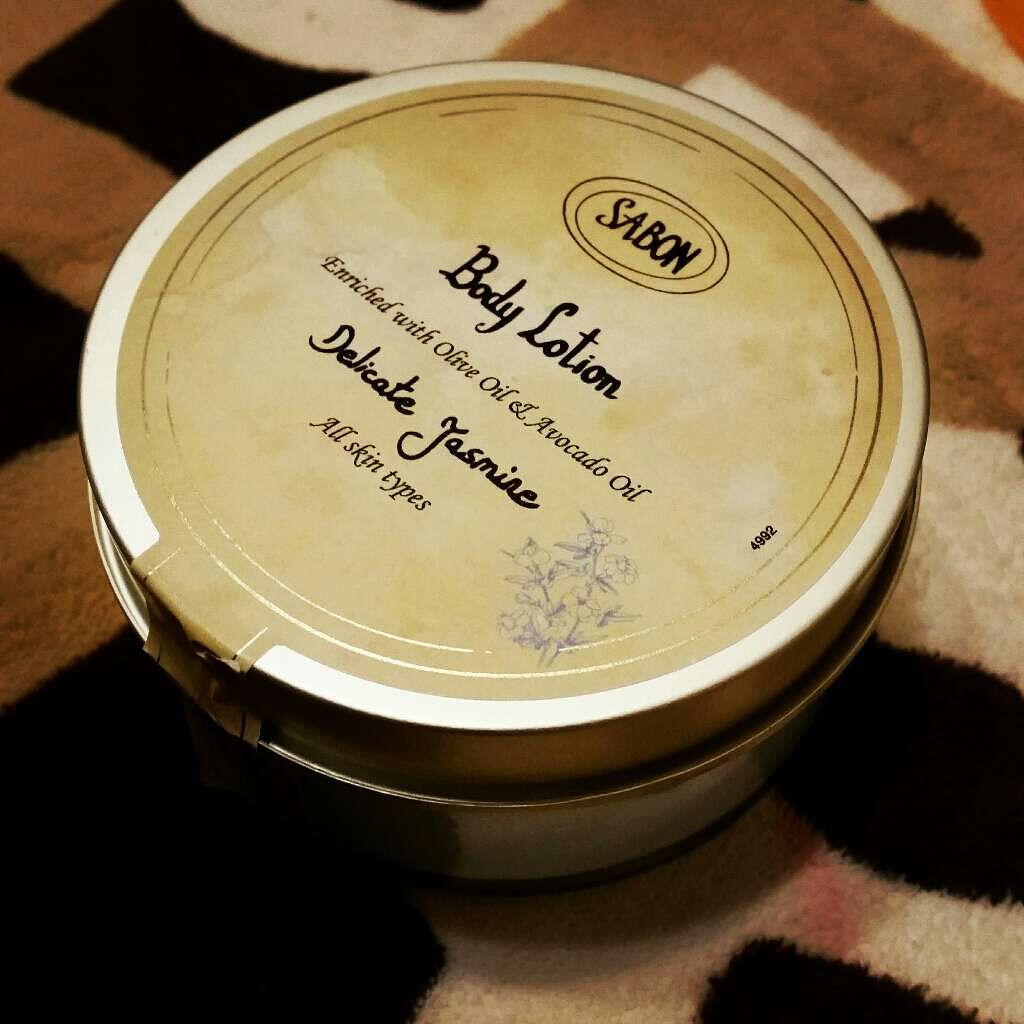 SABON
Body Lotion
Enriched with Olive Oil & Avocado Oil
Delicate Jasmine
All skin types
4992